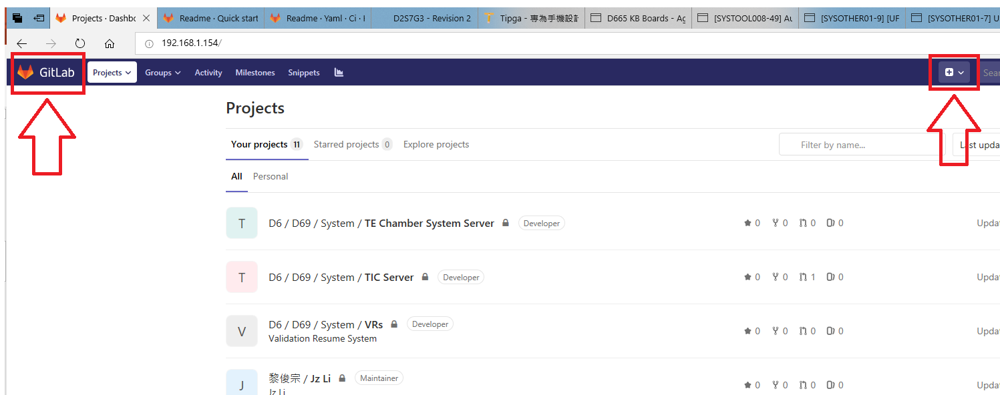 Projects · Dashbo
Readme · Quick start
Readme · Yaml · Ci · I
D2S7G3 - Revision 2
Tipga - 專為手機設計
D665 KB Boards - Ag
[SYSTOOL008-49] Au
[SYSOTHER01-9] [UF
[SYSOTHER01-7] U
192.168.1.154/
GitLab
Projects
Groups
Activity
Milestones
Snippets
Sear
Projects
Your projects 11
Starred projects 0
Explore projects
Filter by name...
Last upda
All
Personal
T
D6 / D69 / System / TE Chamber System Server
Developer
0 0 0 0
Updat
T
D6 / D69 / System / TIC Server
Developer
0 0 1 0
Updat
V
D6 / D69 / System / VRs
Developer
Validation Resume System
0 0 0 0
Updat
J
黎俊宗 / Jz Li
Maintainer
Jz Li
0 0 0 0
Updat